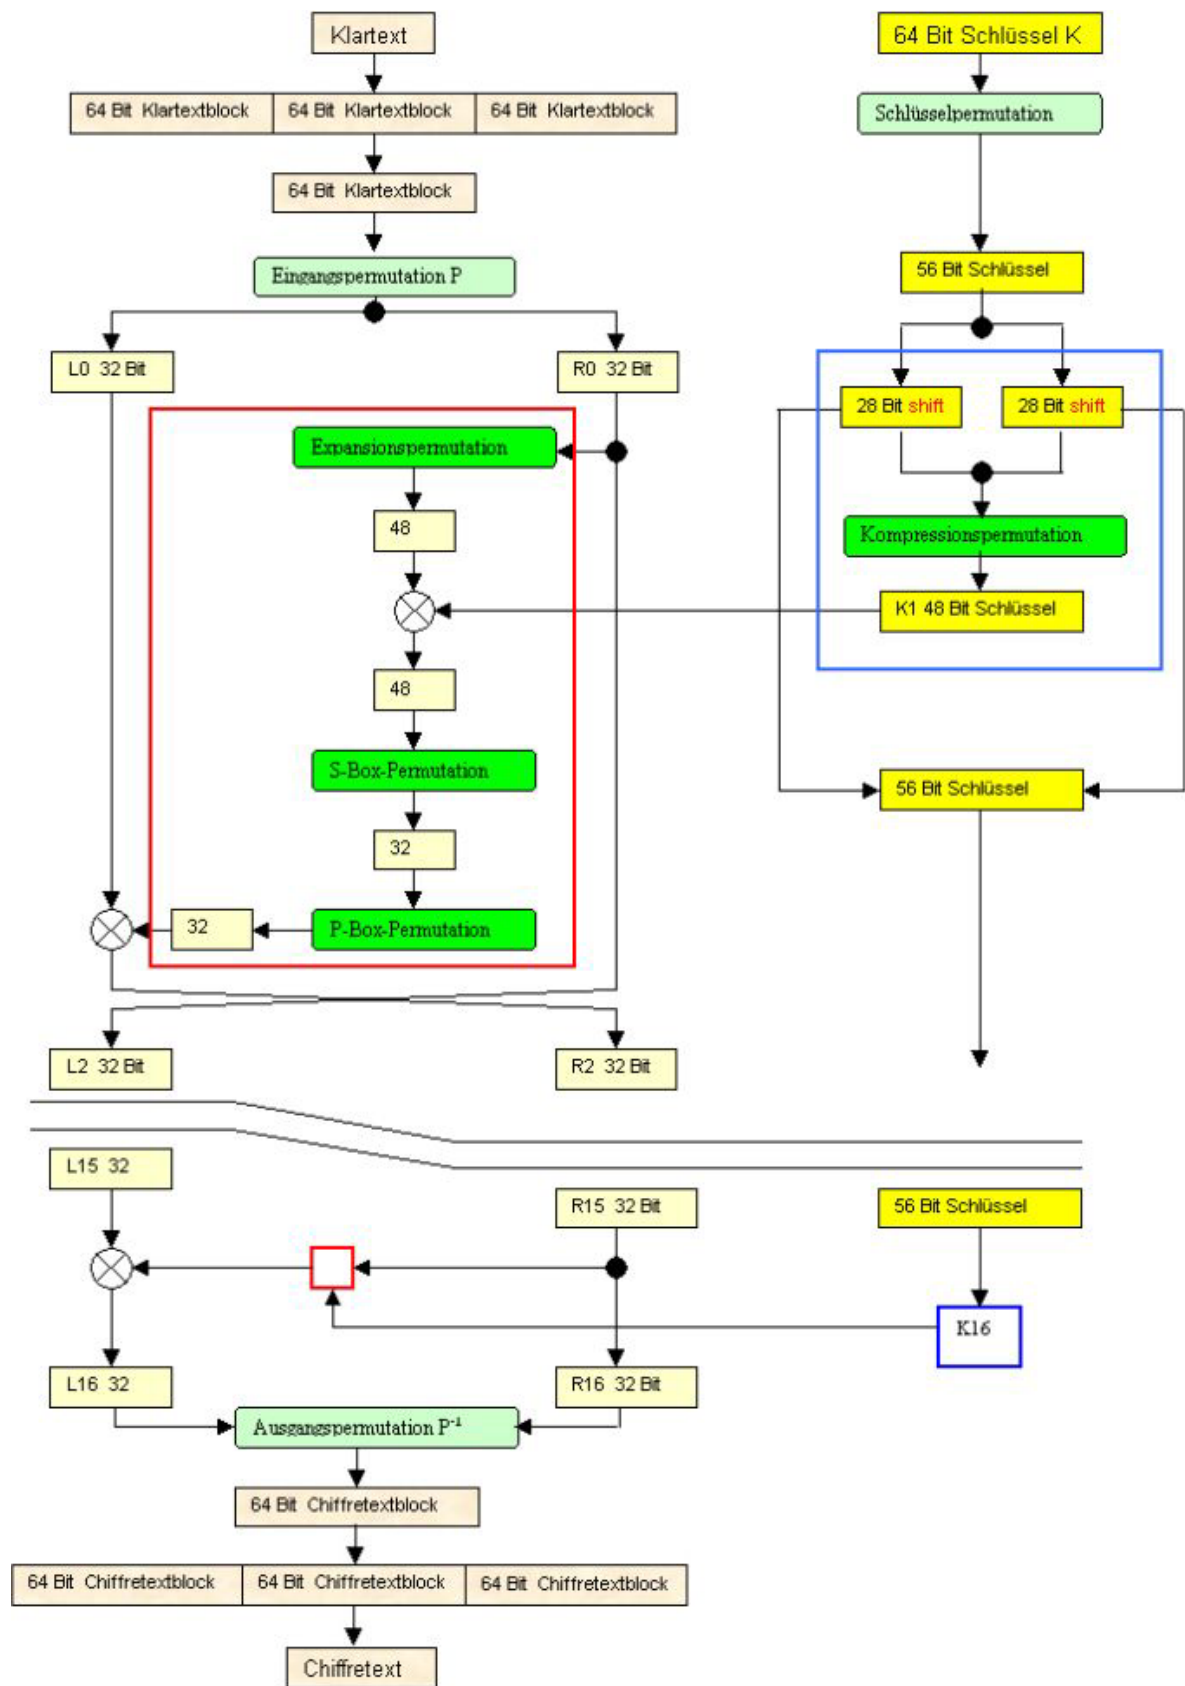 Klartext
64 Bit Schlüssel K
64 Bit Klartextblock 64 Bit Klartextblock 64 Bit Klartextblock
Schlüsselpermutation
64 Bit Klartextblock
Eingangspermutation P
56 Bit Schlüssel
L0 32 Bit
R0 32 Bit
28 Bit shift
28 Bit shift
Expansionspermutation
48
Kompressionspermutation
K1 48 Bit Schlüssel
48
S-Box-Permutation
56 Bit Schlüssel
32
32
P-Box-Permutation
L2 32 Bit
R2 32 Bit
L15 32
R15 32 Bit
56 Bit Schlüssel
K16
L16 32
R16 32 Bit
Ausgangspermutation P⁻¹
64 Bit Chiffretextblock
64 Bit Chiffretextblock 64 Bit Chiffretextblock 64 Bit Chiffretextblock
Chiffretext